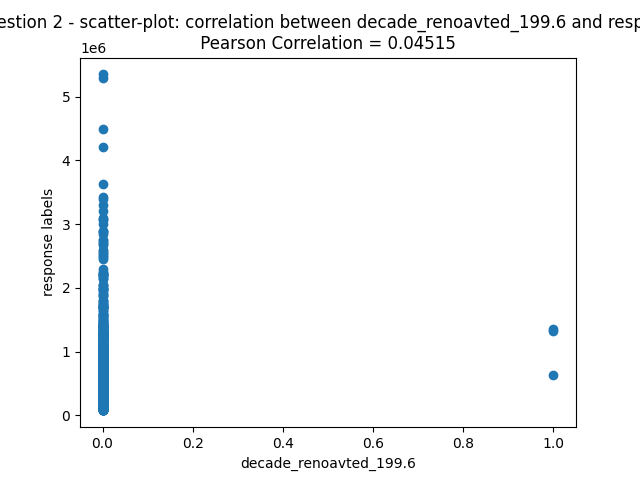 estion 2 - scatter-plot: correlation between decade_renoavted_199.6 and resp
Pearson Correlation = 0.04515
1e6
5
4
3
2
1
0
response labels
0.0 0.2 0.4 0.6 0.8 1.0
decade_renoavted_199.6